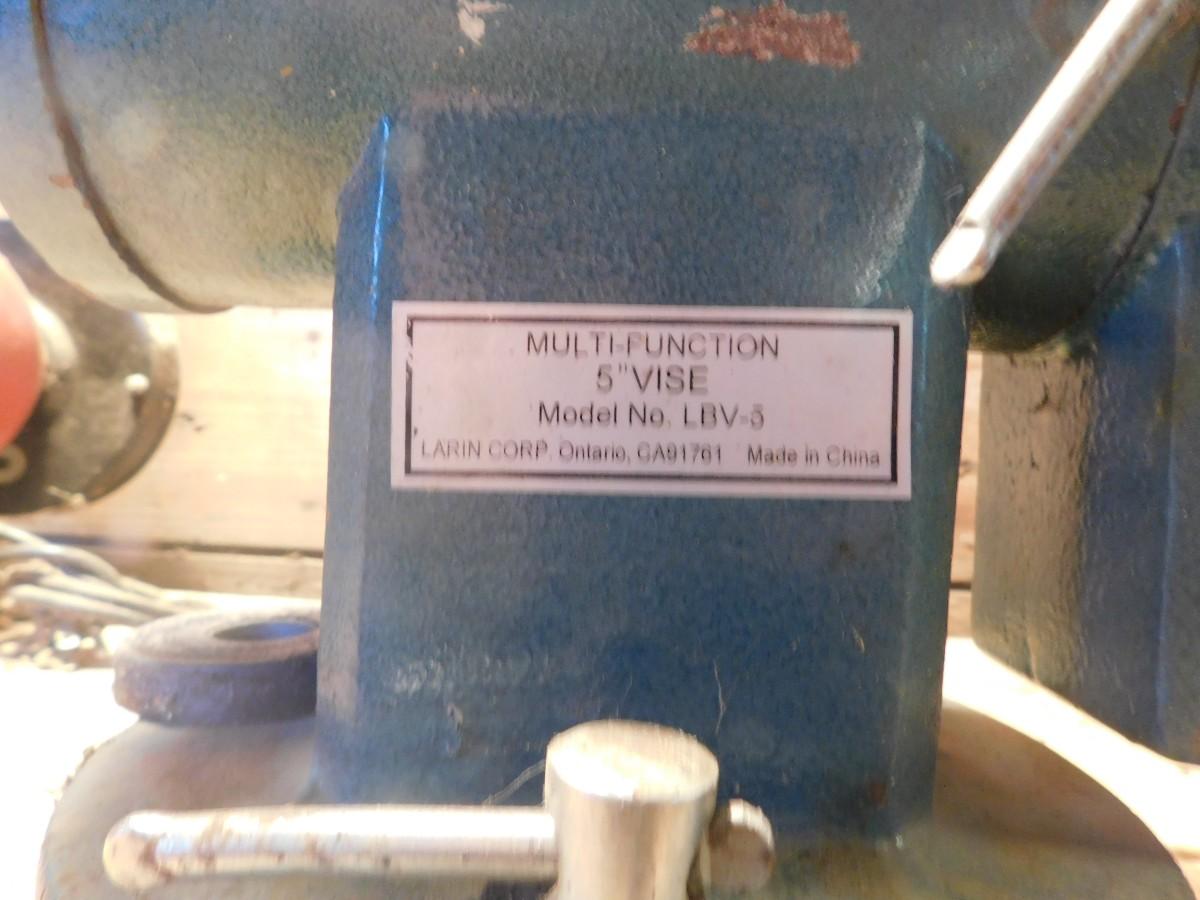 MULTI-FUNCTION
5" VISE
Model No. LBV-5
LARIN CORP. Ontario, CA91761 Made in China